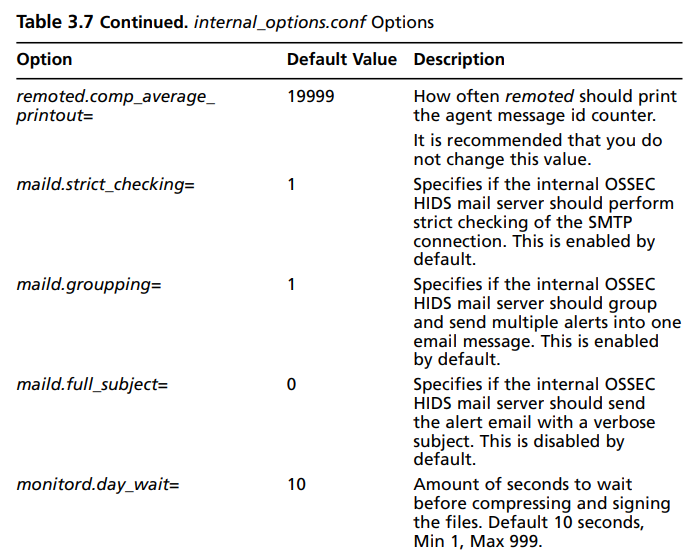 Table 3.7 Continued. internal_options.conf Options
Option Default Value Description
remoted.comp_average_ 19999 How often remoted should print
printout= the agent message id counter.
It is recommended that you do
not change this value.
maild.strict_checking= 1 Specifies if the internal OSSEC
HIDS mail server should perform
strict checking of the SMTP
connection. This is enabled by
default.
maild.groupping= 1 Specifies if the internal OSSEC
HIDS mail server should group
and send multiple alerts into one
email message. This is enabled
by default.
maild.full_subject= 0 Specifies if the internal OSSEC
HIDS mail server should send
the alert email with a verbose
subject. This is disabled by
default.
monitord.day_wait= 10 Amount of seconds to wait
before compressing and signing
the files. Default 10 seconds,
Min 1, Max 999.